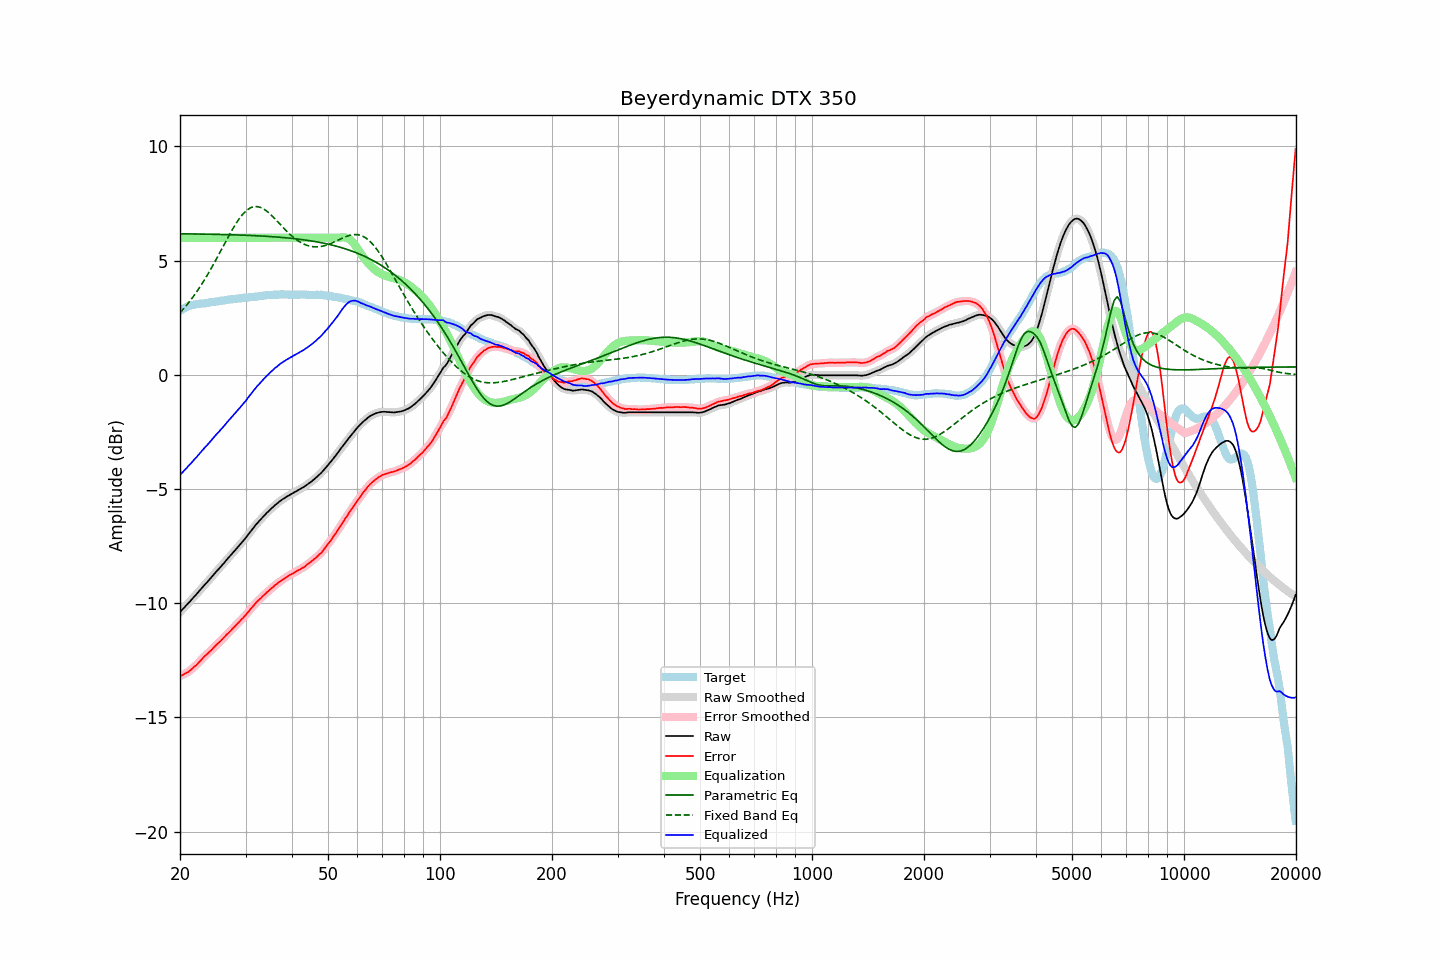 Beyerdynamic DTX 350
Amplitude (dBr)
10
5
0
−5
−10
−15
−20
Target
Raw Smoothed
Error Smoothed
Raw
Error
Equalization
Parametric Eq
Fixed Band Eq
Equalized
20
50
100
200
500
1000
2000
5000
10000
20000
Frequency (Hz)